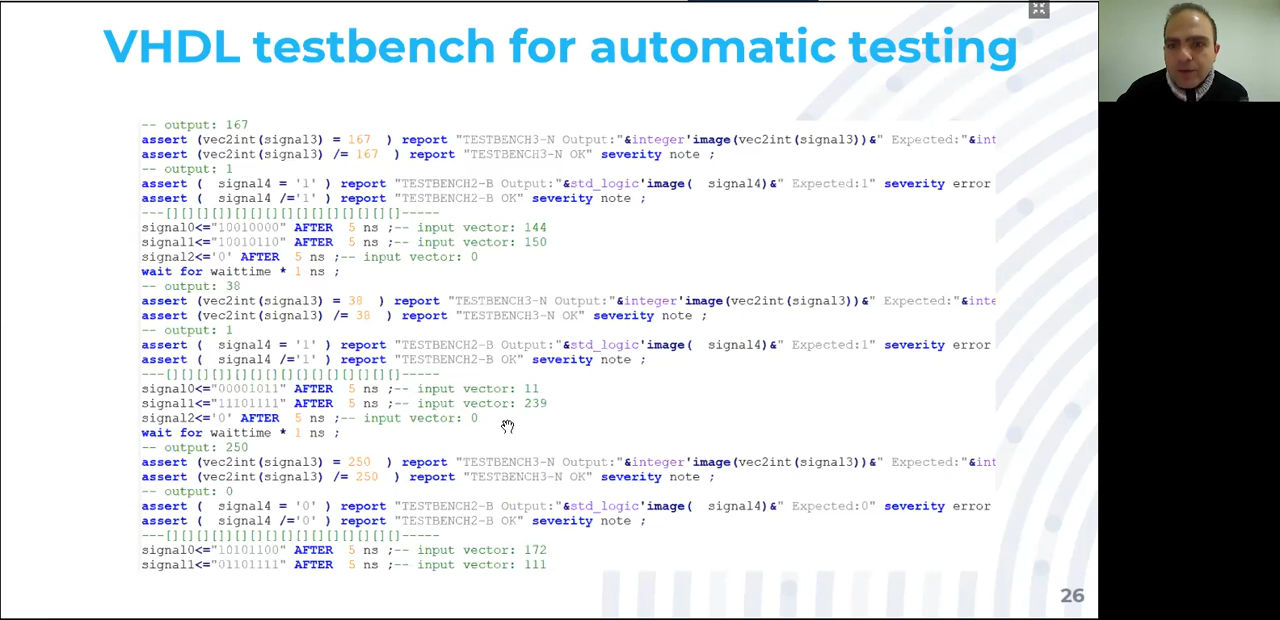 VHDL testbench for automatic testing
-- output: 167
assert (vec2int(signal3) = 167  ) report "TESTBENCH3-N Output:"&integer'image(vec2int(signal3))&" Expected:"&int
assert (vec2int(signal3) /= 167  ) report "TESTBENCH3-N OK" severity note ;
-- output: 1
assert (  signal4 = '1' ) report "TESTBENCH2-B Output:"&std_logic'image(  signal4)&" Expected:1" severity error
assert (  signal4 /='1' ) report "TESTBENCH2-B OK" severity note ;
---[][][][][][][][][][][][][][][][]-----
signal0<="10010000" AFTER  5 ns ;-- input vector: 144
signal1<="10010110" AFTER  5 ns ;-- input vector: 150
signal2<='0' AFTER  5 ns ;-- input vector: 0
wait for waittime * 1 ns ;
-- output: 38
assert (vec2int(signal3) = 38  ) report "TESTBENCH3-N Output:"&integer'image(vec2int(signal3))&" Expected:"&inte
assert (vec2int(signal3) /= 38  ) report "TESTBENCH3-N OK" severity note ;
-- output: 1
assert (  signal4 = '1' ) report "TESTBENCH2-B Output:"&std_logic'image(  signal4)&" Expected:1" severity error
assert (  signal4 /='1' ) report "TESTBENCH2-B OK" severity note ;
---[][][][][][][][][][][][][][][][]-----
signal0<="00001011" AFTER  5 ns ;-- input vector: 11
signal1<="11101111" AFTER  5 ns ;-- input vector: 239
signal2<='0' AFTER  5 ns ;-- input vector: 0
wait for waittime * 1 ns ;
-- output: 250
assert (vec2int(signal3) = 250  ) report "TESTBENCH3-N Output:"&integer'image(vec2int(signal3))&" Expected:"&int
assert (vec2int(signal3) /= 250  ) report "TESTBENCH3-N OK" severity note ;
-- output: 0
assert (  signal4 = '0' ) report "TESTBENCH2-B Output:"&std_logic'image(  signal4)&" Expected:0" severity error
assert (  signal4 /='0' ) report "TESTBENCH2-B OK" severity note ;
---[][][][][][][][][][][][][][][][]-----
signal0<="10101100" AFTER  5 ns ;-- input vector: 172
signal1<="01101111" AFTER  5 ns ;-- input vector: 111
26